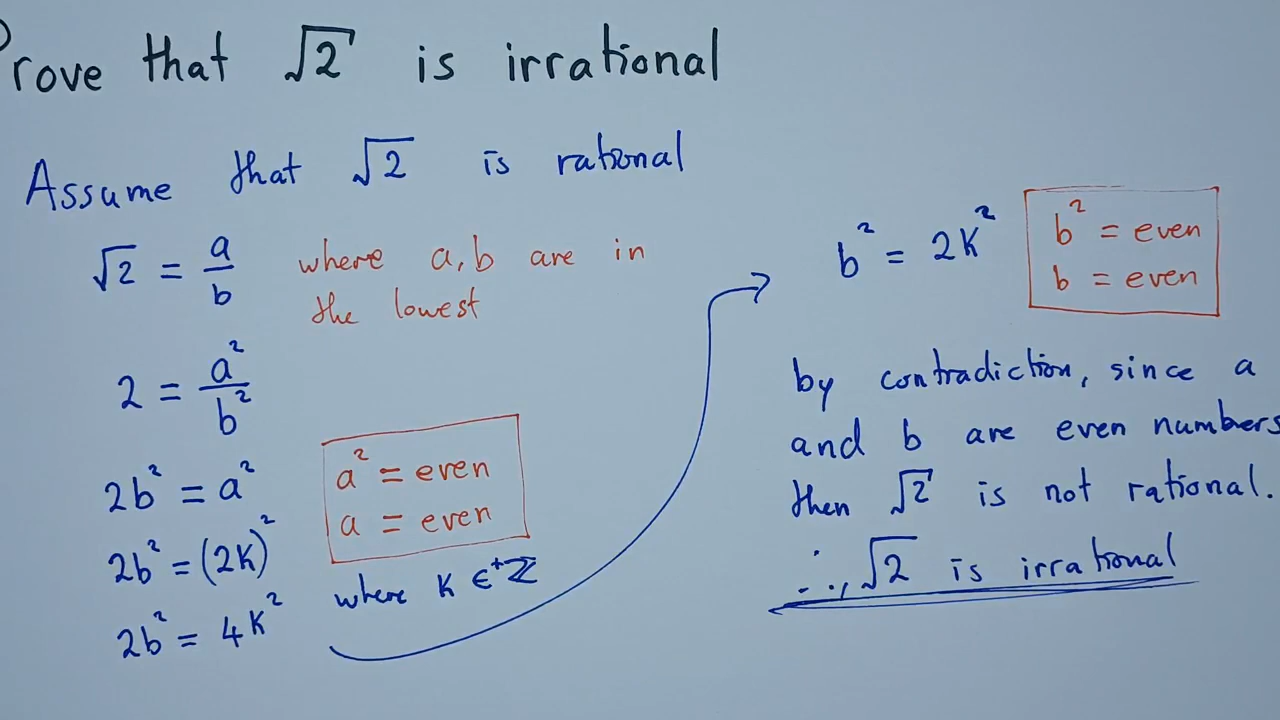 Prove that √2 is irrational
Assume that √2 is rational
√2 = a/b where a, b are in
the lowest
2 = a²/b²
2b² = a²
a² = even
a = even
2b² = (2K)²
where K ∈ ⁺ℤ
2b² = 4K²
b² = 2K²
b² = even
b = even
by contradiction, since a
and b are even numbers
then √2 is not rational.
∴, √2 is irrational